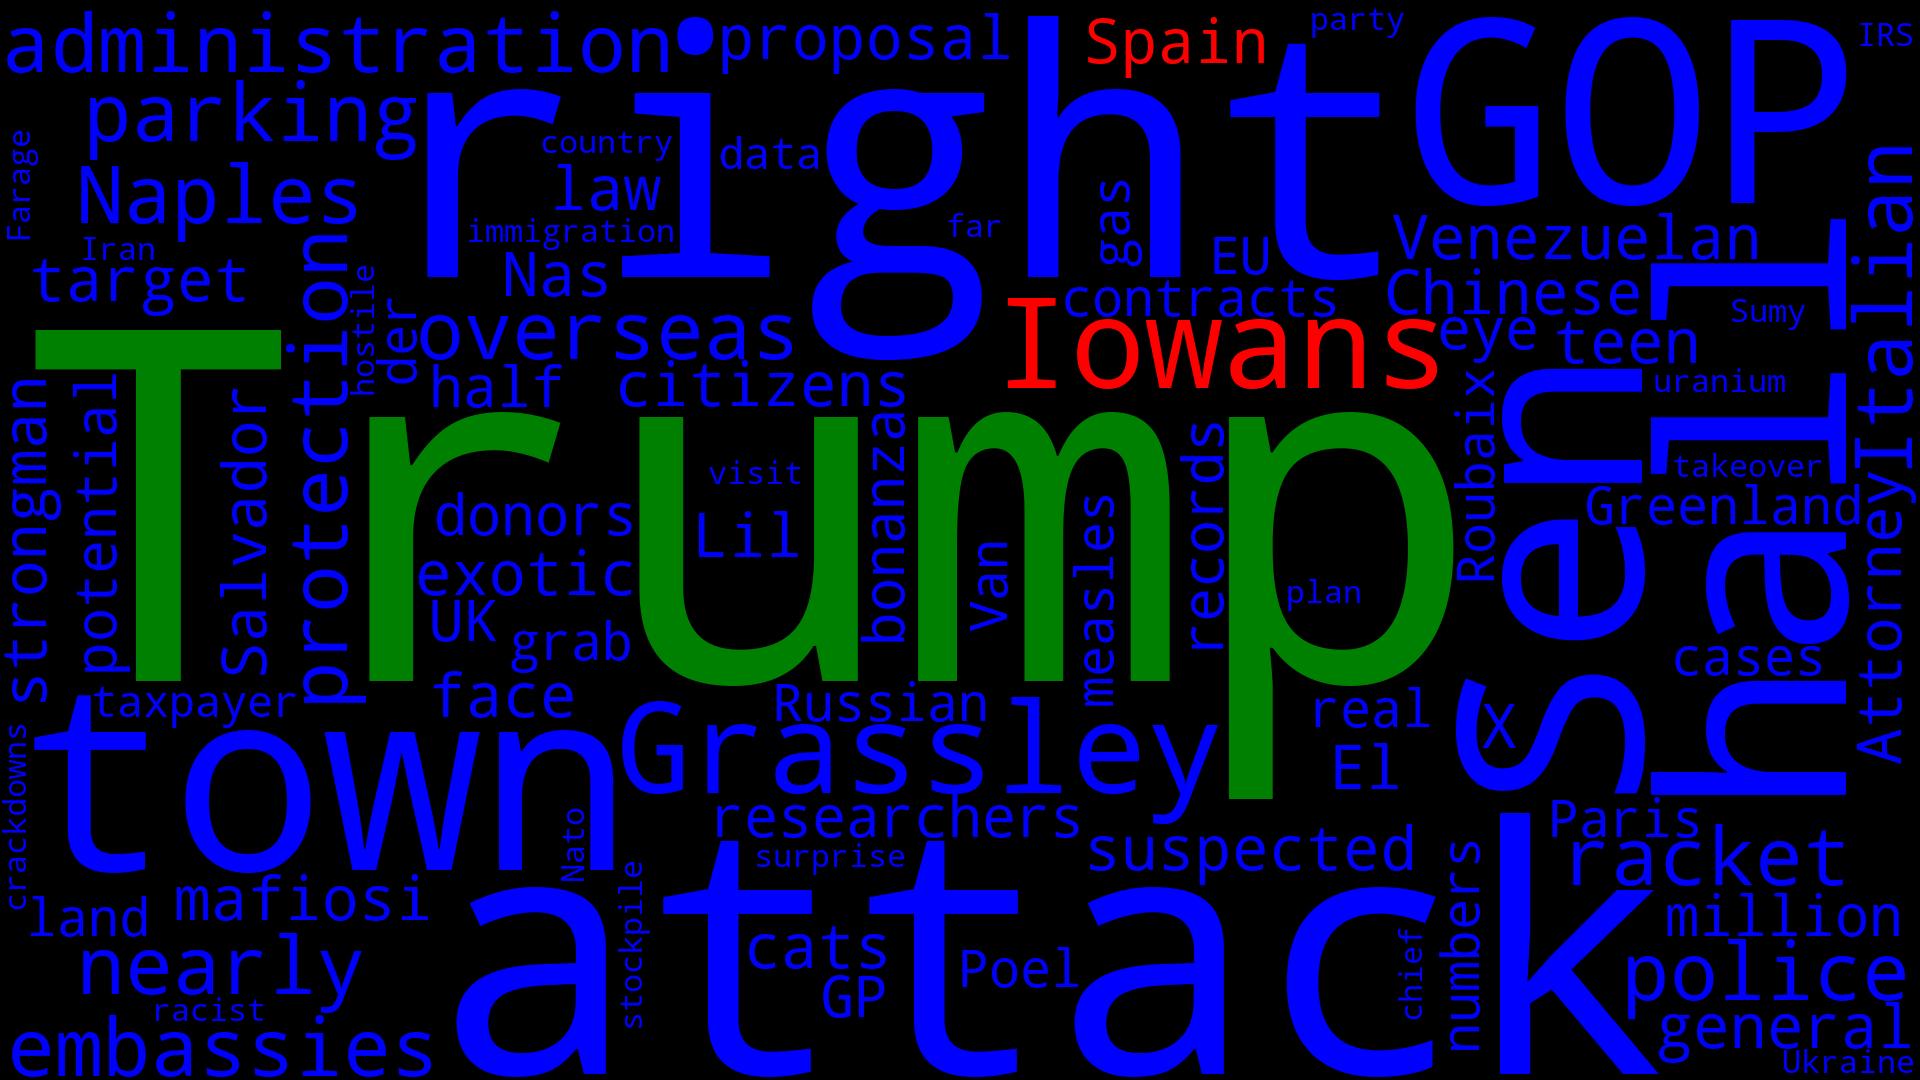 administration
proposal
Spain
party
GOP
IRS
parking
right
country
data
Farage
Naples
law
immigration
far
gas
EU
Venezuelan
Italian
Iran
target
Nas
contracts
Chinese
Sumy
protections
hostile
der
overseas
Iowans
eye
teen
hall
Trump
half
citizens
uranium
strongman
potential
Salvador
bonanza
records
Roubaix
Sen
takeover
Greenland
visit
donors
Lil
Van
measles
Attorney
exotic
plan
UK
grab
cases
taxpayer
face
Russian
real
X
town
Grassley
El
crackdowns
Nato
researchers
suspected
Paris
racket
surprise
land
mafiosi
stockpile
attack
numbers
million
nearly
cats
Poel
chief
police
racist
GP
general
embassies
Ukraine